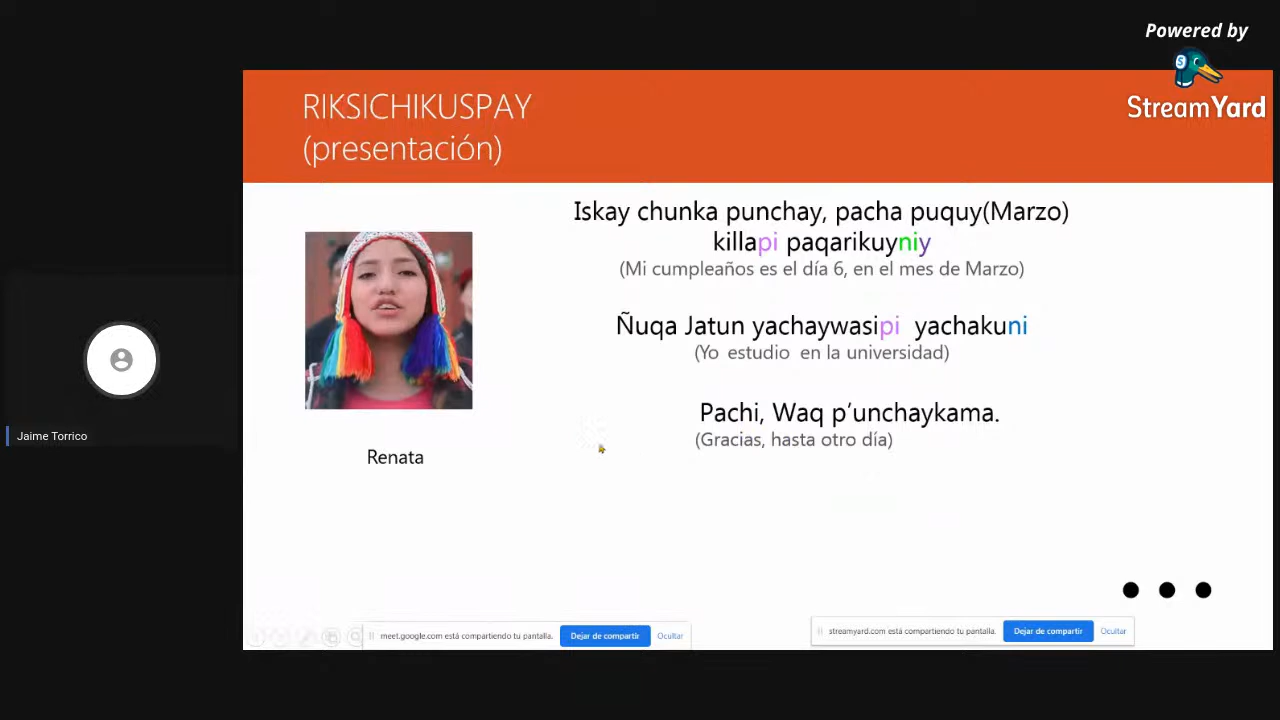 Powered by
StreamYard
RIKSICHIKUSPAY
(presentación)
Iskay chunka punchay, pacha puquy(Marzo)
killapi paqarikuyniy
(Mi cumpleaños es el día 6, en el mes de Marzo)
Ñuqa Jatun yachaywasipi yachakuni
(Yo estudio en la universidad)
Pachi, Waq p’unchaykama.
(Gracias, hasta otro día)
Renata
Jaime Torrico
meet.google.com está compartiendo tu pantalla. Dejar de compartir Ocultar
streamyard.com está compartiendo tu pantalla. Dejar de compartir Ocultar